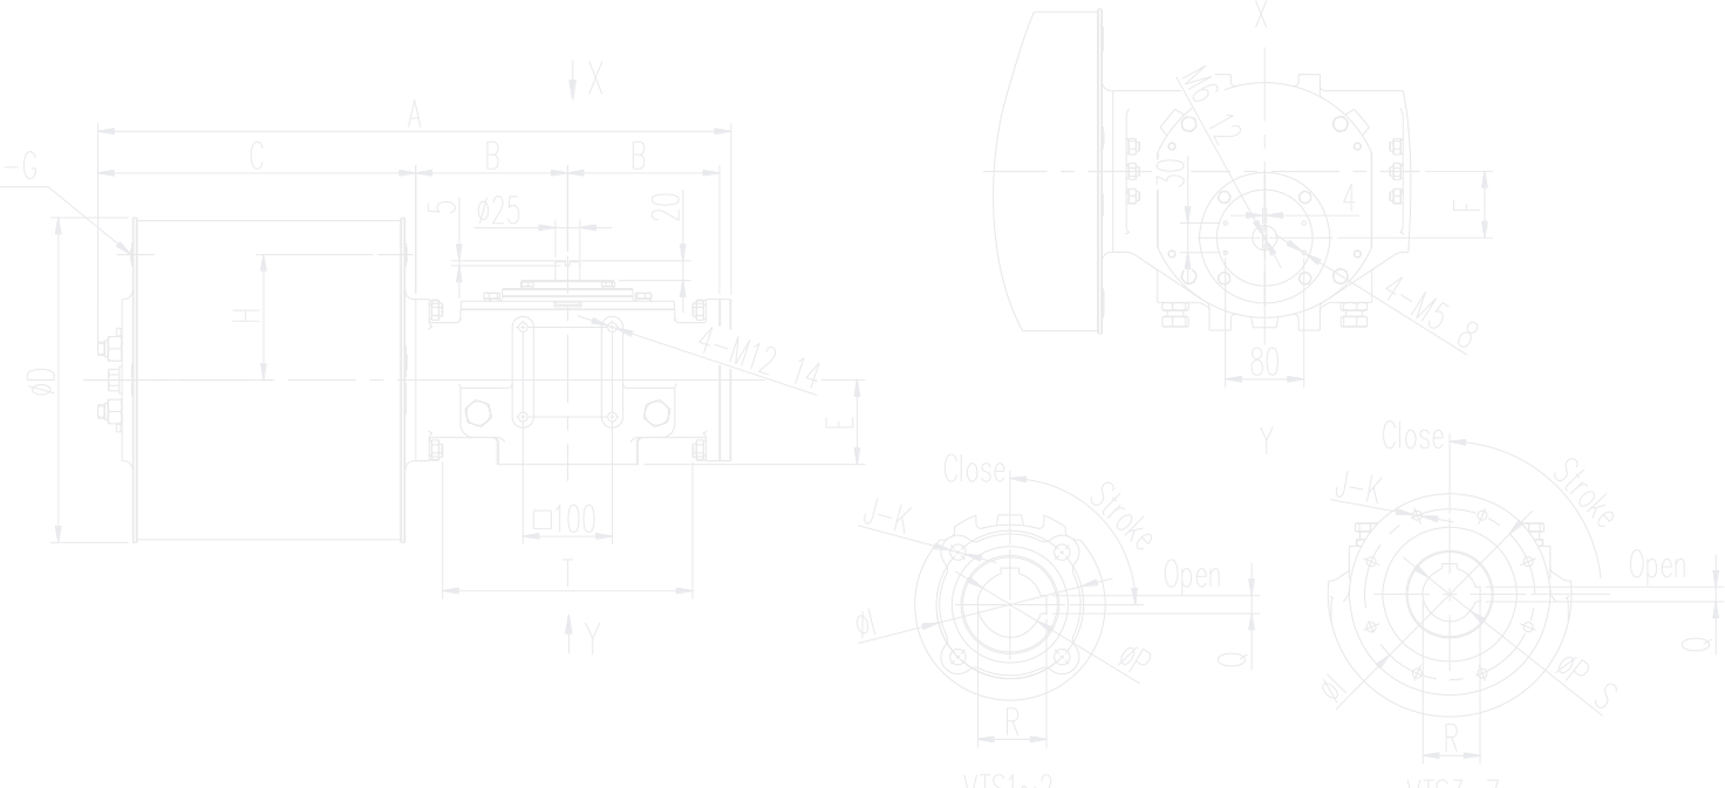 X
X
A
C
B
B
-G
5
ø25
20
H
øD
4-M12 14
E
□100
T
Y
M6 12
30
4
F
4-M5 8
80
Y
Close
Stroke
J-K
Open
øI
øP
Q
R
VTS1~2
Close
Stroke
J-K
Open
øI
øP S
Q
R
VTS3~7